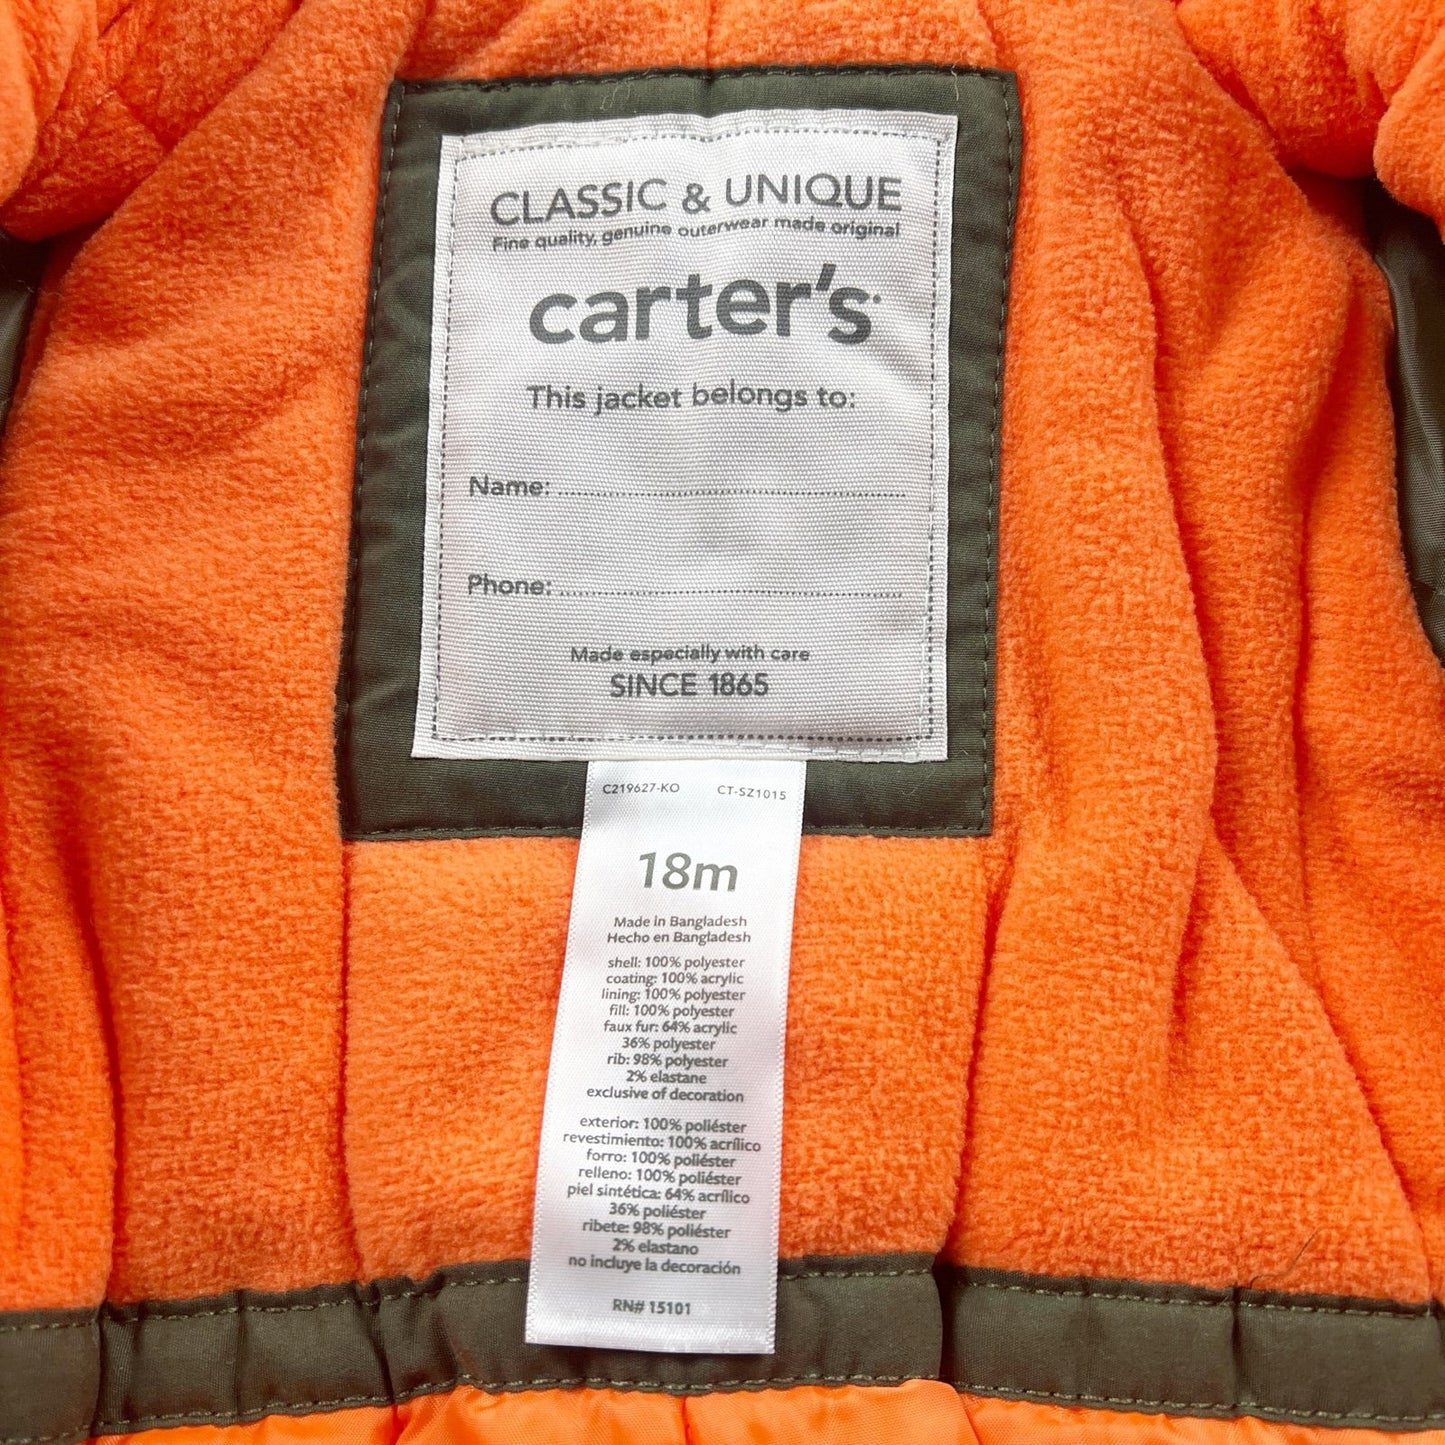 CLASSIC & UNIQUE
Fine quality, genuine outerwear made original
carter's
This jacket belongs to:
Name: ........................................
Phone: ........................................
Made especially with care
SINCE 1865
C219627-KO CT-SZ1015
18m
Made in Bangladesh
Hecho en Bangladesh
shell: 100% polyester
coating: 100% acrylic
lining: 100% polyester
fill: 100% polyester
faux fur: 64% acrylic
36% polyester
rib: 98% polyester
2% elastane
exclusive of decoration
exterior: 100% poliéster
revestimiento: 100% acrílico
forro: 100% poliéster
relleno: 100% poliéster
piel sintética: 64% acrílico
36% poliéster
ribete: 98% poliéster
2% elastano
no incluye la decoración
RN# 15101